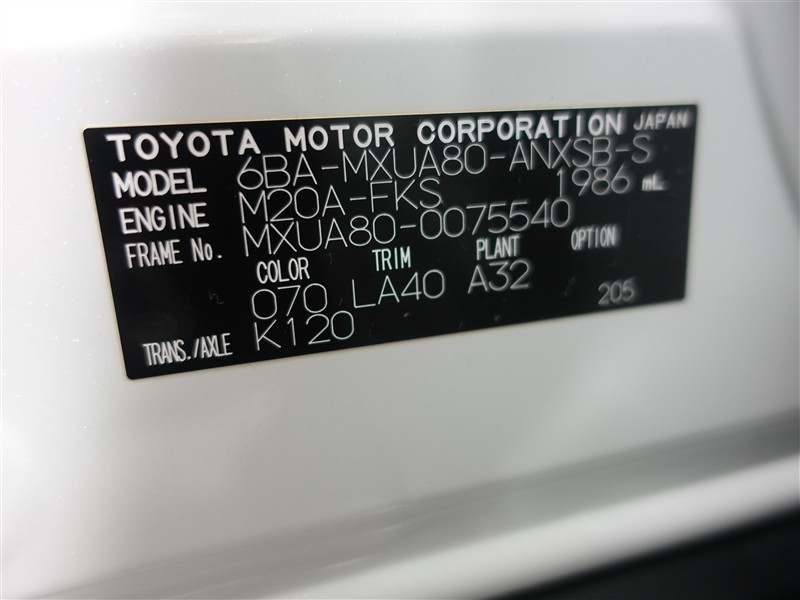 TOYOTA MOTOR CORPORATION JAPAN
MODEL 6BA-MXUA80-ANXSB-S
ENGINE M20A-FKS 1986 mL
FRAME No. MXUA80-0075540
COLOR TRIM PLANT OPTION
070 LA40 A32
TRANS./AXLE K120 205